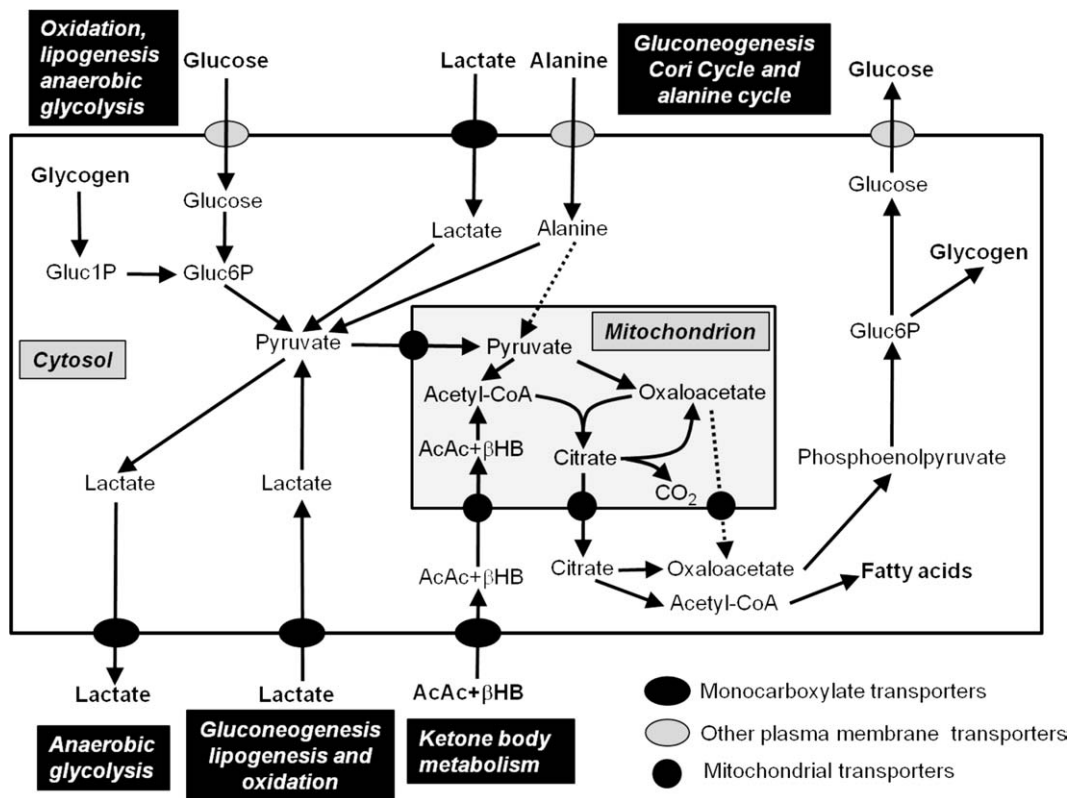 Oxidation,
lipogenesis
anaerobic
glycolysis
Glucose
Lactate
Alanine
Gluconeogenesis
Cori Cycle and
alanine cycle
Glucose
Glycogen
Glucose
Lactate
Alanine
Glucose
Glycogen
Gluc1P
Gluc6P
Gluc6P
Cytosol
Pyruvate
Pyruvate
Mitochondrion
Acetyl-CoA
Oxaloacetate
AcAc+βHB
Citrate
CO2
Phosphoenolpyruvate
Lactate
Lactate
AcAc+βHB
Citrate
Oxaloacetate
Acetyl-CoA
Fatty acids
Lactate
Lactate
AcAc+βHB
Anaerobic
glycolysis
Gluconeogenesis
lipogenesis and
oxidation
Ketone body
metabolism
Monocarboxylate transporters
Other plasma membrane transporters
Mitochondrial transporters